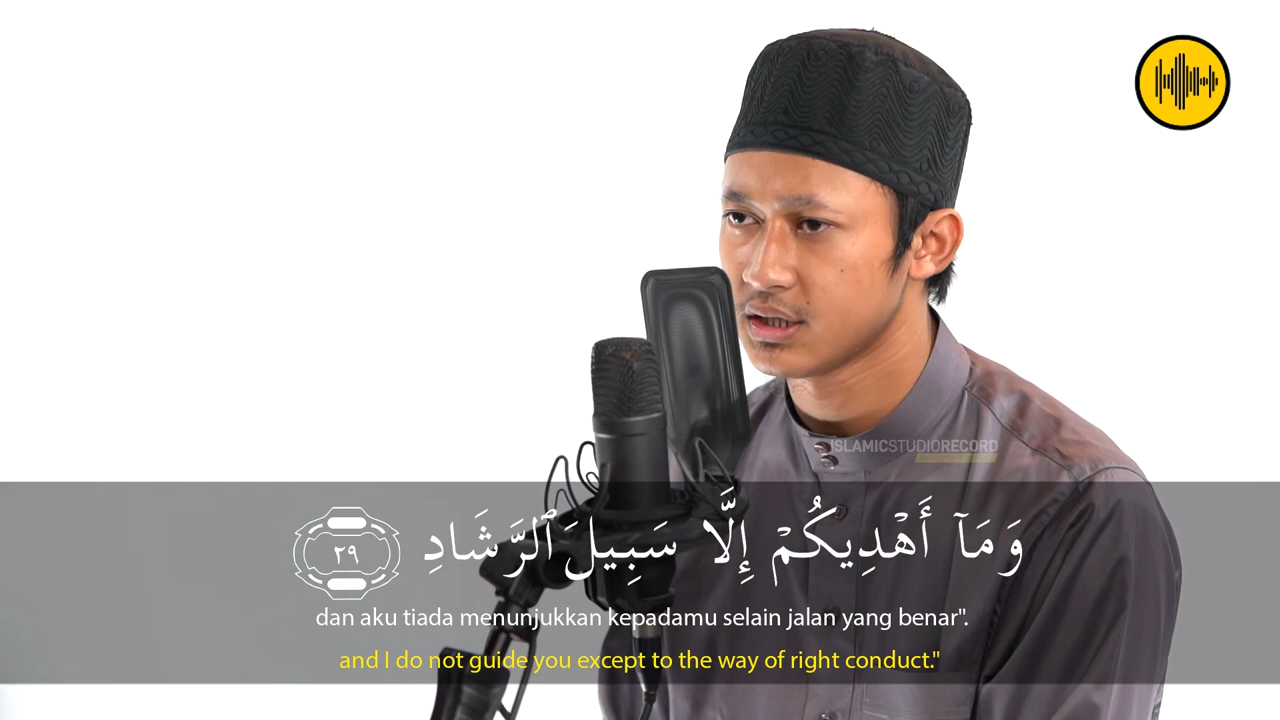 ISLAMICSTUDIORECORD
وَمَآ أَهْدِيكُمْ إِلَّا سَبِيلَ ٱلرَّشَادِ ٢٩
dan aku tiada menunjukkan kepadamu selain jalan yang benar".
and I do not guide you except to the way of right conduct."